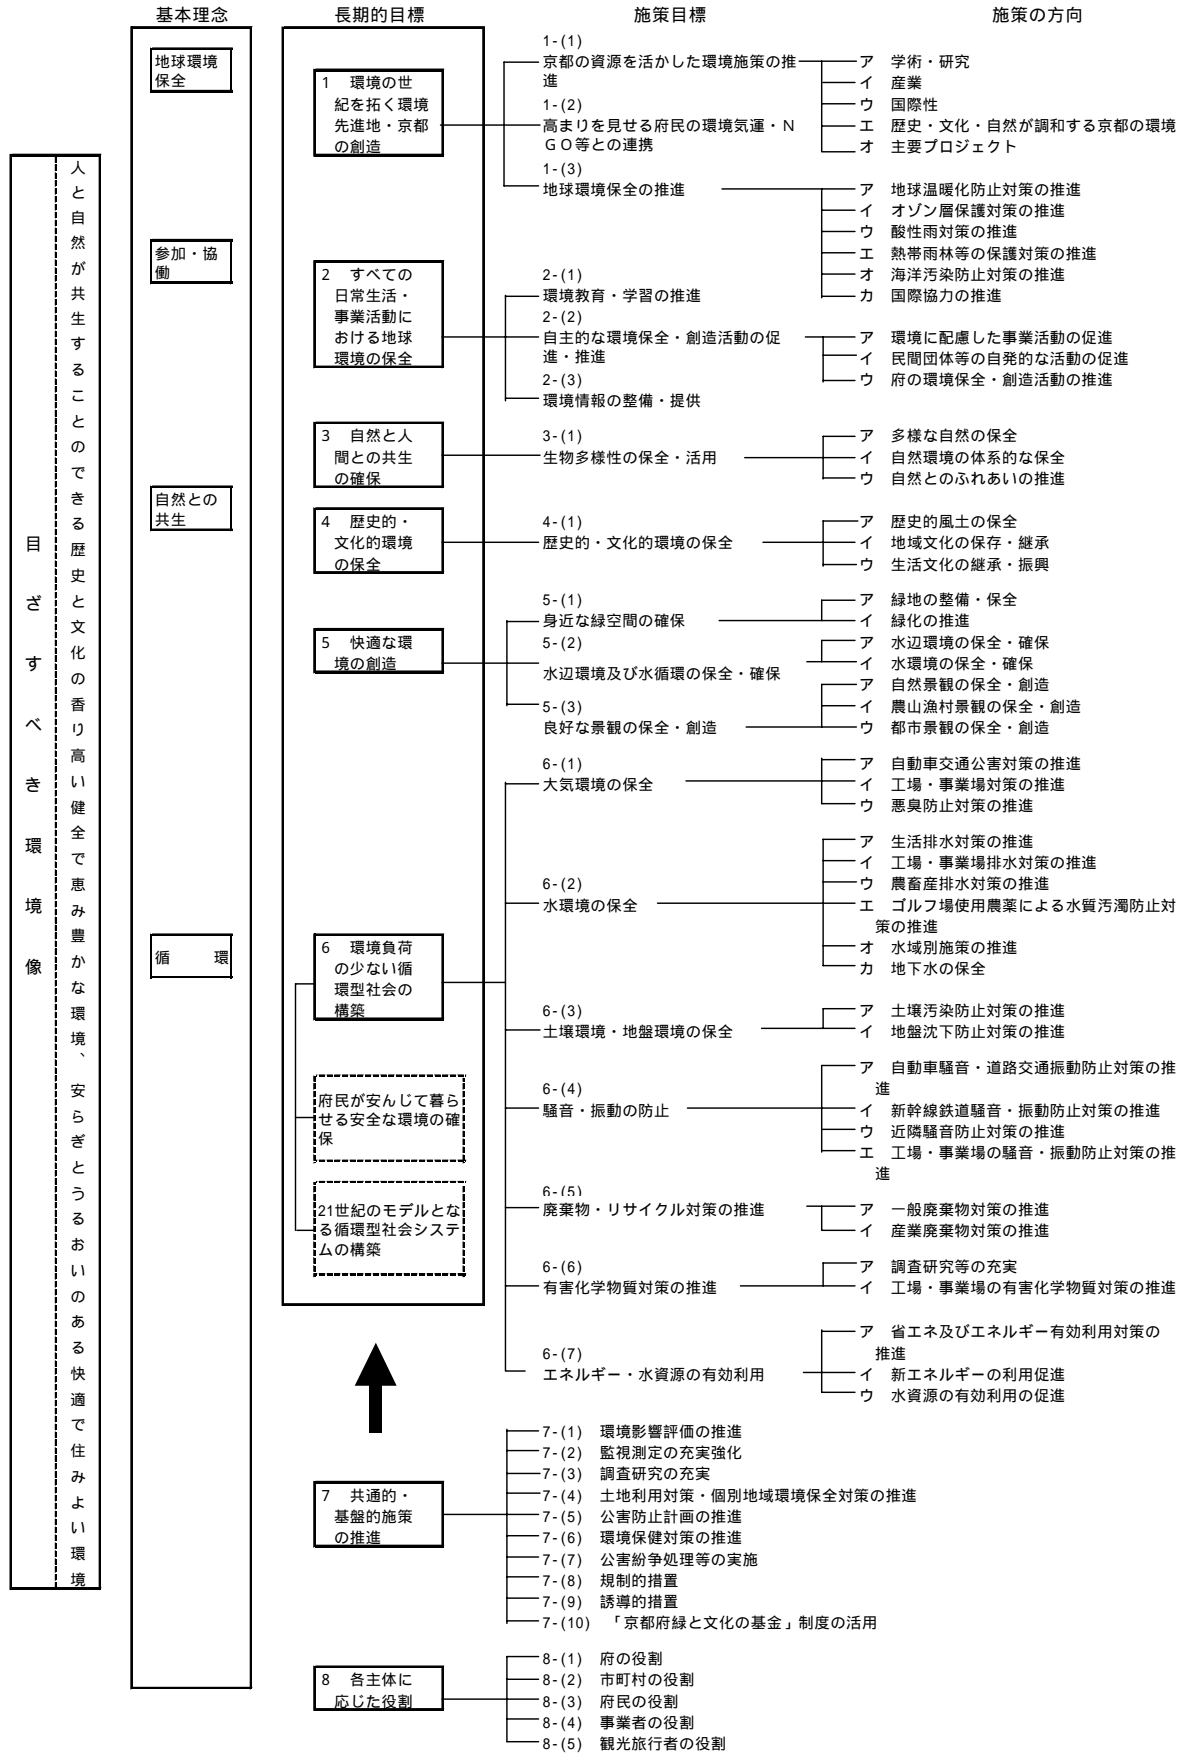 基本理念
長期的目標
施策目標
施策の方向
目ざすべき環境像
人と自然が共生することのできる歴史と文化の香り高い健全で恵み豊かな環境、安らぎとうるおいのある快適で住みよい環境
地球環境
保全
参加・協
働
自然との
共生
循　環
1　環境の世
紀を拓く環境
先進地・京都
の創造
1-(1)
京都の資源を活かした環境施策の推
進
ア　学術・研究
イ　産業
ウ　国際性
エ　歴史・文化・自然が調和する京都の環境
オ　主要プロジェクト
1-(2)
高まりを見せる府民の環境気運・Ｎ
ＧＯ等との連携
1-(3)
地球環境保全の推進
ア　地球温暖化防止対策の推進
イ　オゾン層保護対策の推進
ウ　酸性雨対策の推進
エ　熱帯雨林等の保護対策の推進
オ　海洋汚染防止対策の推進
カ　国際協力の推進
2　すべての
日常生活・
事業活動に
おける地球
環境の保全
2-(1)
環境教育・学習の推進
2-(2)
自主的な環境保全・創造活動の促
進・推進
ア　環境に配慮した事業活動の促進
イ　民間団体等の自発的な活動の促進
ウ　府の環境保全・創造活動の推進
2-(3)
環境情報の整備・提供
3　自然と人
間との共生
の確保
3-(1)
生物多様性の保全・活用
ア　多様な自然の保全
イ　自然環境の体系的な保全
ウ　自然とのふれあいの推進
4　歴史的・
文化的環境
の保全
4-(1)
歴史的・文化的環境の保全
ア　歴史的風土の保全
イ　地域文化の保存・継承
ウ　生活文化の継承・振興
5　快適な環
境の創造
5-(1)
身近な緑空間の確保
ア　緑地の整備・保全
イ　緑化の推進
5-(2)
水辺環境及び水循環の保全・確保
ア　水辺環境の保全・確保
イ　水環境の保全・確保
5-(3)
良好な景観の保全・創造
ア　自然景観の保全・創造
イ　農山漁村景観の保全・創造
ウ　都市景観の保全・創造
6　環境負荷
の少ない循
環型社会の
構築
府民が安んじて暮ら
せる安全な環境の確
保
21世紀のモデルとな
る循環型社会システ
ムの構築
6-(1)
大気環境の保全
ア　自動車交通公害対策の推進
イ　工場・事業場対策の推進
ウ　悪臭防止対策の推進
6-(2)
水環境の保全
ア　生活排水対策の推進
イ　工場・事業場排水対策の推進
ウ　農畜産排水対策の推進
エ　ゴルフ場使用農薬による水質汚濁防止対
策の推進
オ　水域別施策の推進
カ　地下水の保全
6-(3)
土壌環境・地盤環境の保全
ア　土壌汚染防止対策の推進
イ　地盤沈下防止対策の推進
6-(4)
騒音・振動の防止
ア　自動車騒音・道路交通振動防止対策の推
進
イ　新幹線鉄道騒音・振動防止対策の推進
ウ　近隣騒音防止対策の推進
エ　工場・事業場の騒音・振動防止対策の推
進
6-(5)
廃棄物・リサイクル対策の推進
ア　一般廃棄物対策の推進
イ　産業廃棄物対策の推進
6-(6)
有害化学物質対策の推進
ア　調査研究等の充実
イ　工場・事業場の有害化学物質対策の推進
6-(7)
エネルギー・水資源の有効利用
ア　省エネ及びエネルギー有効利用対策の
推進
イ　新エネルギーの利用促進
ウ　水資源の有効利用の促進
7　共通的・
基盤的施策
の推進
7-(1)　環境影響評価の推進
7-(2)　監視測定の充実強化
7-(3)　調査研究の充実
7-(4)　土地利用対策・個別地域環境保全対策の推進
7-(5)　公害防止計画の推進
7-(6)　環境保健対策の推進
7-(7)　公害紛争処理等の実施
7-(8)　規制的措置
7-(9)　誘導的措置
7-(10)　「京都府緑と文化の基金」制度の活用
8　各主体に
応じた役割
8-(1)　府の役割
8-(2)　市町村の役割
8-(3)　府民の役割
8-(4)　事業者の役割
8-(5)　観光旅行者の役割